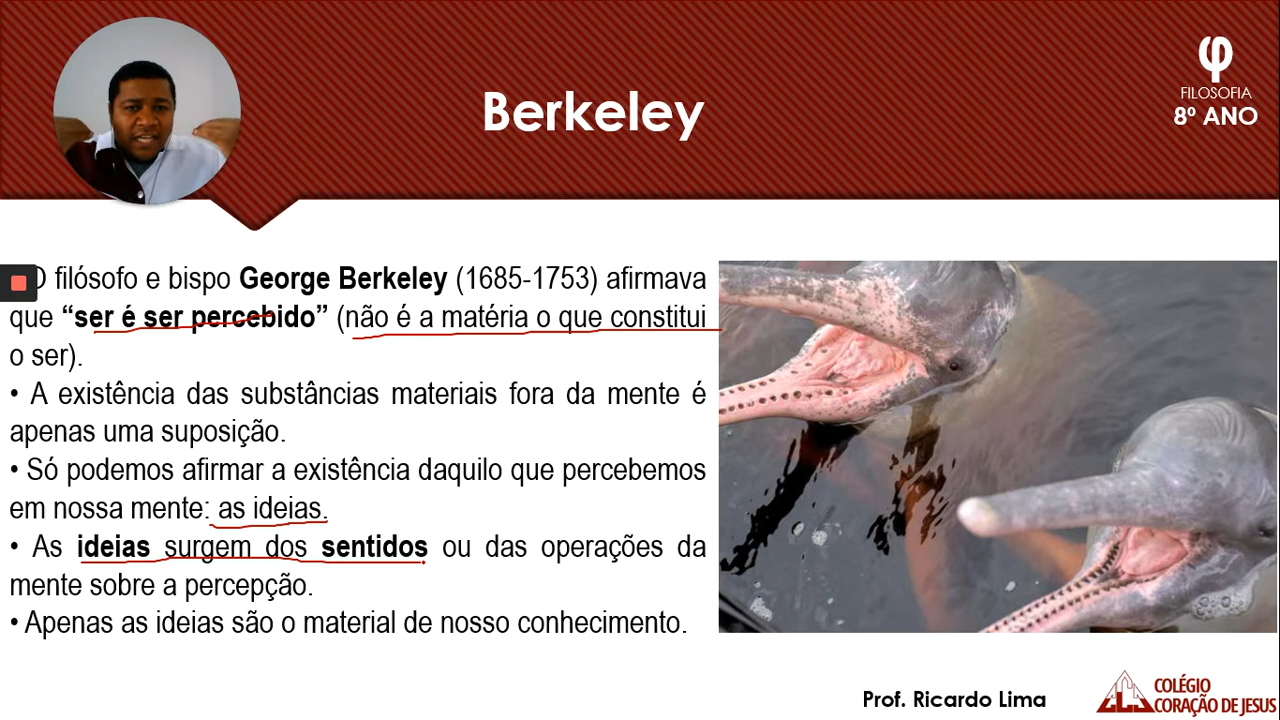 Berkeley
φ
FILOSOFIA
8º ANO
O filósofo e bispo George Berkeley (1685-1753) afirmava
que “ser é ser percebido” (não é a matéria o que constitui
o ser).
• A existência das substâncias materiais fora da mente é
apenas uma suposição.
• Só podemos afirmar a existência daquilo que percebemos
em nossa mente: as ideias.
• As ideias surgem dos sentidos ou das operações da
mente sobre a percepção.
• Apenas as ideias são o material de nosso conhecimento.
Prof. Ricardo Lima
COLÉGIO
CORAÇÃO DE JESUS